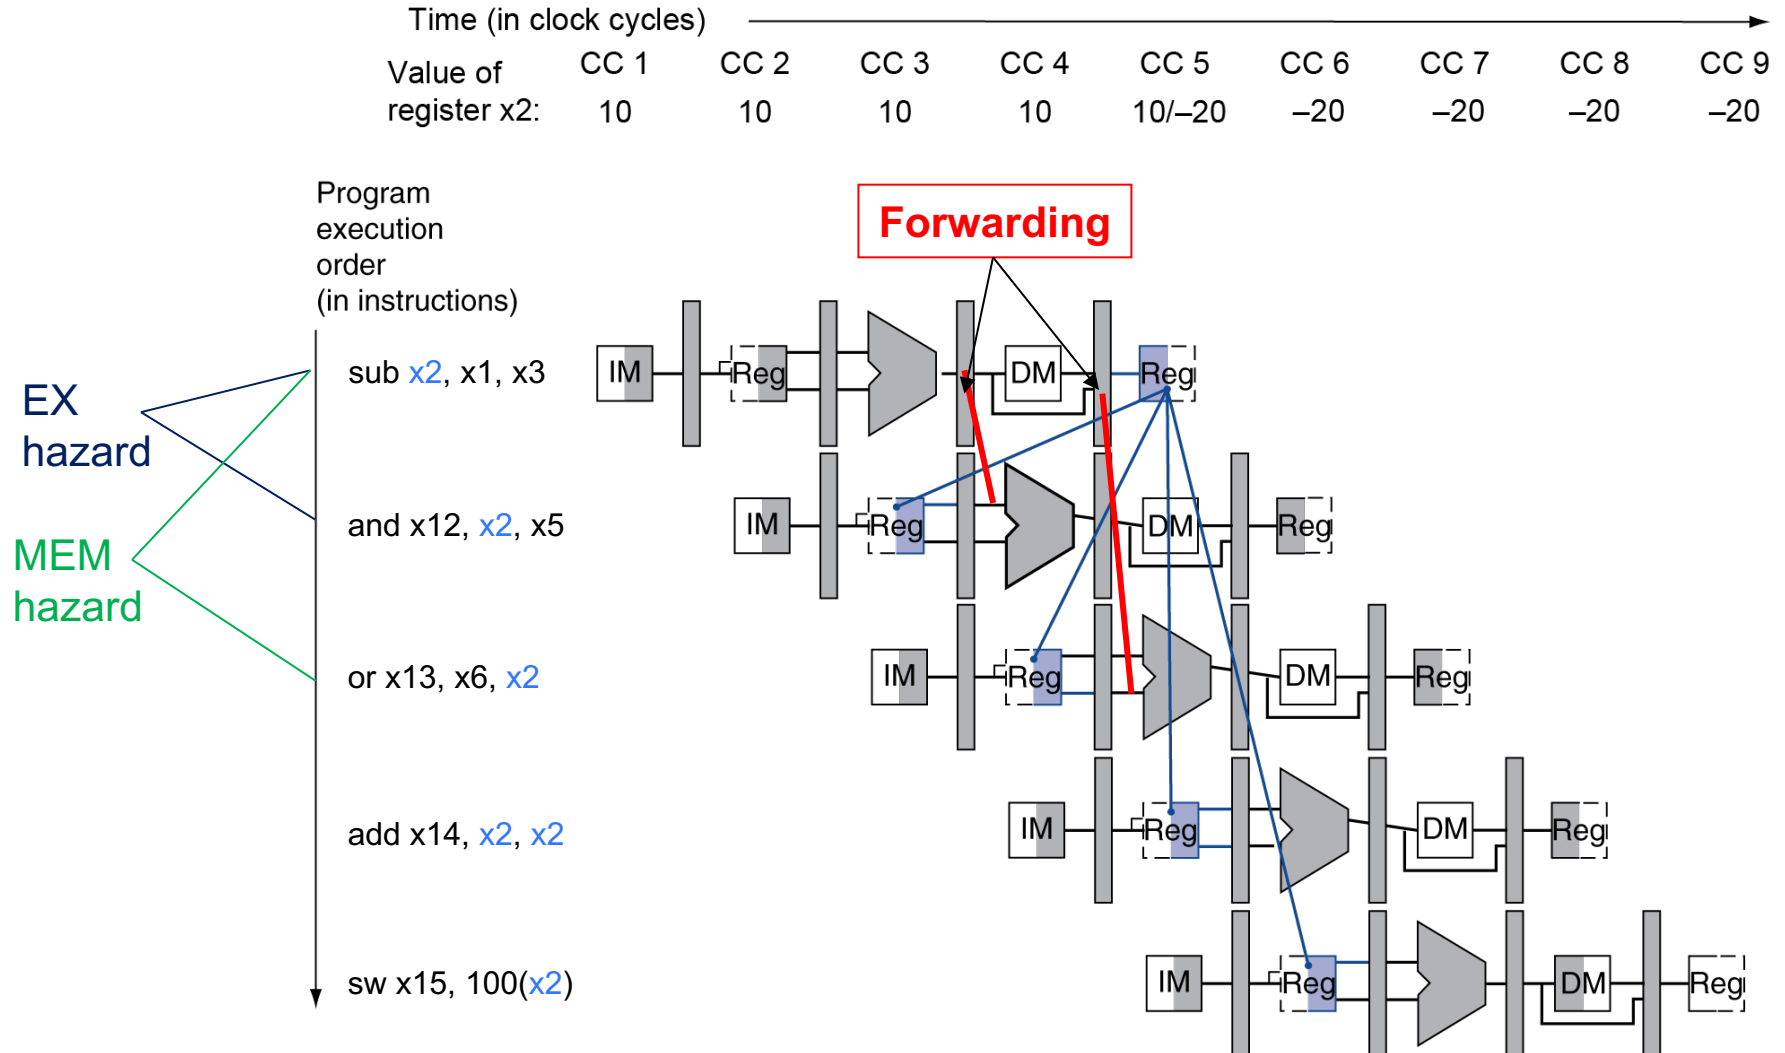 Time (in clock cycles)
Value of register x2:
CC 1 CC 2 CC 3 CC 4 CC 5 CC 6 CC 7 CC 8 CC 9
10 10 10 10 10/–20 –20 –20 –20 –20
Program
execution
order
(in instructions)
Forwarding
EX
hazard
MEM
hazard
sub x2, x1, x3
IM Reg DM Reg
and x12, x2, x5
IM Reg DM Reg
or x13, x6, x2
IM Reg DM Reg
add x14, x2, x2
IM Reg DM Reg
sw x15, 100(x2)
IM Reg DM Reg